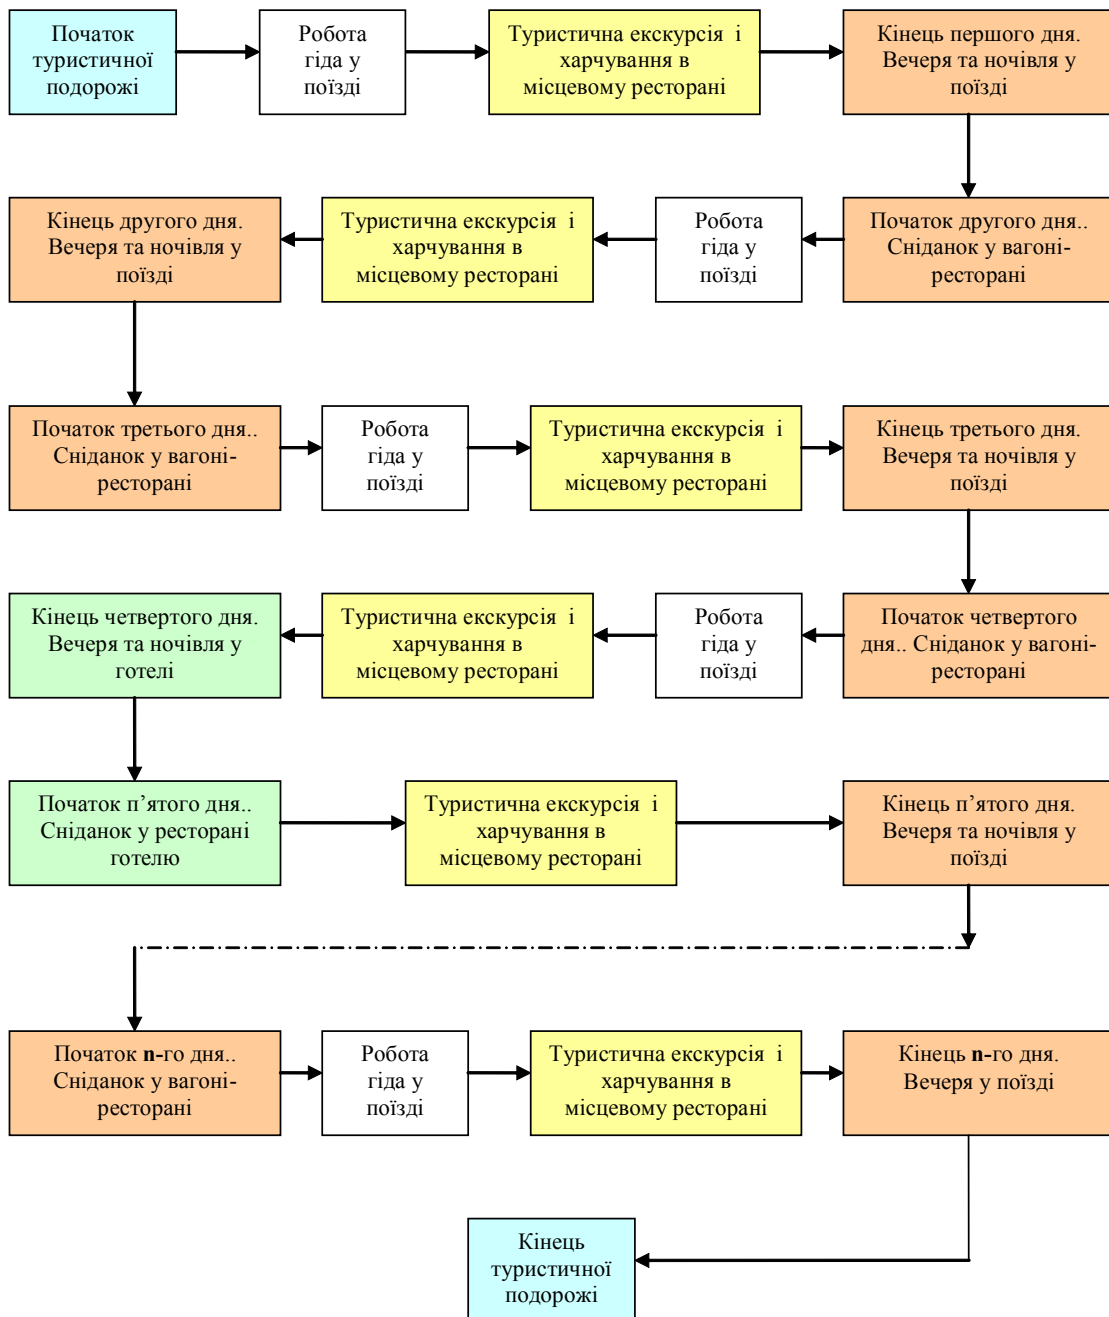 Початок
туристичної
подорожі
Робота
гіда у
поїзді
Туристична екскурсія і
харчування в
місцевому ресторані
Кінець першого дня.
Вечеря та ночівля у
поїзді
Кінець другого дня.
Вечеря та ночівля у
поїзді
Туристична екскурсія і
харчування в
місцевому ресторані
Робота
гіда у
поїзді
Початок другого дня..
Сніданок у вагоні-
ресторані
Початок третього дня..
Сніданок у вагоні-
ресторані
Робота
гіда у
поїзді
Туристична екскурсія і
харчування в
місцевому ресторані
Кінець третього дня.
Вечеря та ночівля у
поїзді
Кінець четвертого дня.
Вечеря та ночівля у
готелі
Туристична екскурсія і
харчування в
місцевому ресторані
Робота
гіда у
поїзді
Початок четвертого
дня.. Сніданок у вагоні-
ресторані
Початок п’ятого дня..
Сніданок у ресторані
готелю
Туристична екскурсія і
харчування в
місцевому ресторані
Кінець п’ятого дня.
Вечеря та ночівля у
поїзді
Початок n-го дня..
Сніданок у вагоні-
ресторані
Робота
гіда у
поїзді
Туристична екскурсія і
харчування в
місцевому ресторані
Кінець n-го дня.
Вечеря у поїзді
Кінець
туристичної
подорожі